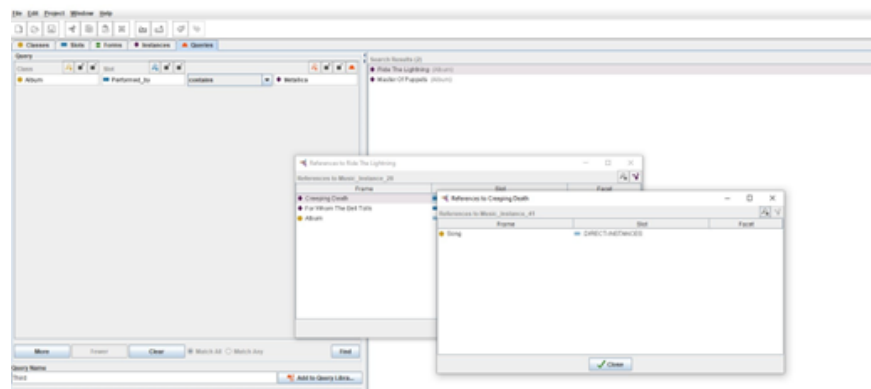 File Edit Project Window Help
Classes Slots Forms Instances Queries
Query
Class Slot
Album Performed_by contains Metalica
Search Results (2)
Ride The Lightning (Album)
Master Of Puppets (Album)
References to Ride The Lightning
References to Music_Instance_20
Frame Slot Facet
Creeping Death
For Whom The Bell Tolls
Album
References to Creeping Death
References to Music_Instance_41
Frame Slot Facet
Song DIRECT-INSTANCES
Close
More Fewer Clear Match All Match Any Find
Query Name
Third Add to Query Libra...